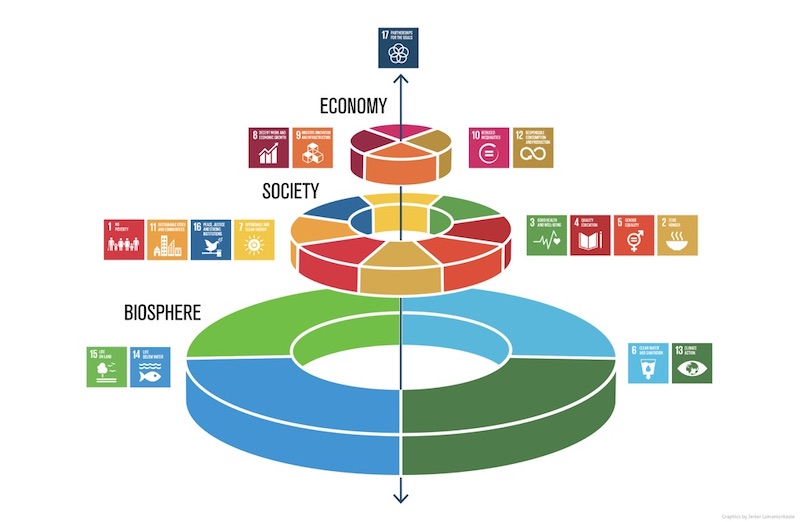 17 PARTNERSHIPS
FOR THE GOALS
ECONOMY
8 DECENT WORK AND
ECONOMIC GROWTH
9 INDUSTRY, INNOVATION
AND INFRASTRUCTURE
10 REDUCED
INEQUALITIES
12 RESPONSIBLE
CONSUMPTION
AND PRODUCTION
SOCIETY
1 NO
POVERTY
11 SUSTAINABLE CITIES
AND COMMUNITIES
16 PEACE, JUSTICE
AND STRONG
INSTITUTIONS
7 AFFORDABLE AND
CLEAN ENERGY
3 GOOD HEALTH
AND WELL-BEING
4 QUALITY
EDUCATION
5 GENDER
EQUALITY
2 ZERO
HUNGER
BIOSPHERE
15 LIFE
ON LAND
14 LIFE
BELOW WATER
6 CLEAN WATER
AND SANITATION
13 CLIMATE
ACTION
Graphics by